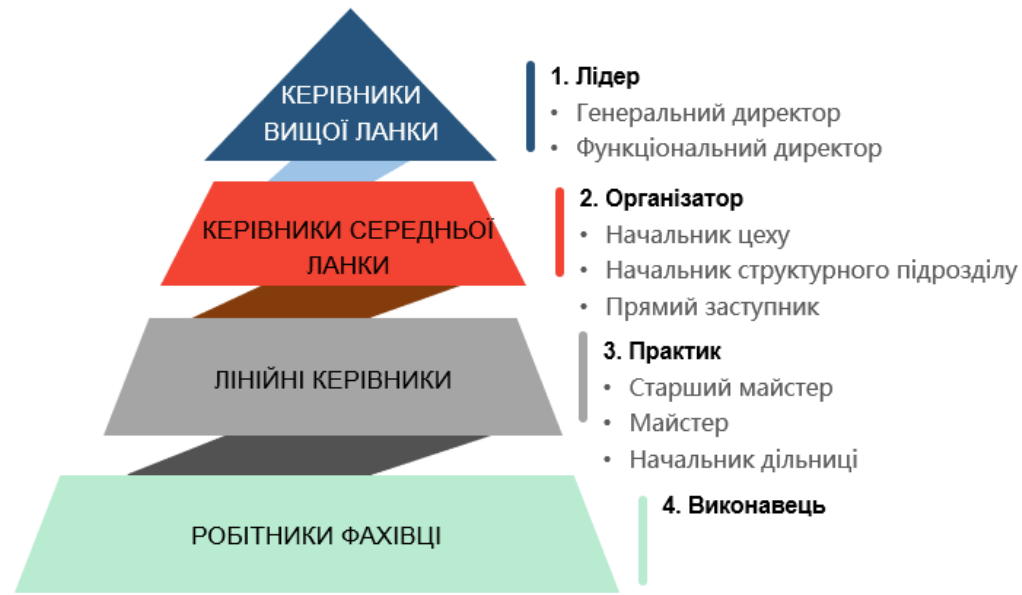 КЕРІВНИКИ
ВИЩОЇ ЛАНКИ
1. Лідер
• Генеральний директор
• Функціональний директор
КЕРІВНИКИ СЕРЕДНЬОЇ
ЛАНКИ
2. Організатор
• Начальник цеху
• Начальник структурного підрозділу
• Прямий заступник
ЛІНІЙНІ КЕРІВНИКИ
3. Практик
• Старший майстер
• Майстер
• Начальник дільниці
РОБІТНИКИ ФАХІВЦІ
4. Виконавець